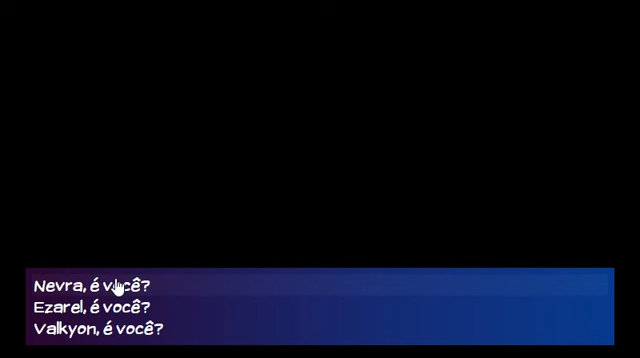 Nevra, é você?
Ezarel, é você?
Valkyon, é você?